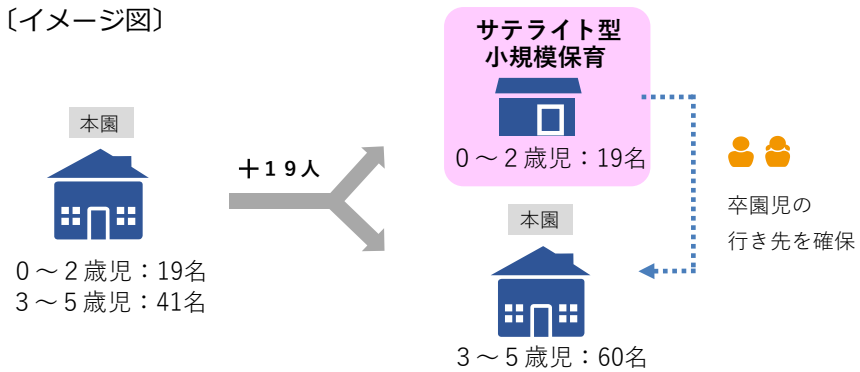 〔イメージ図〕
本園
0～2歳児：19名
3～5歳児：41名
＋19人
サテライト型
小規模保育
0～2歳児：19名
本園
3～5歳児：60名
卒園児の
行き先を確保